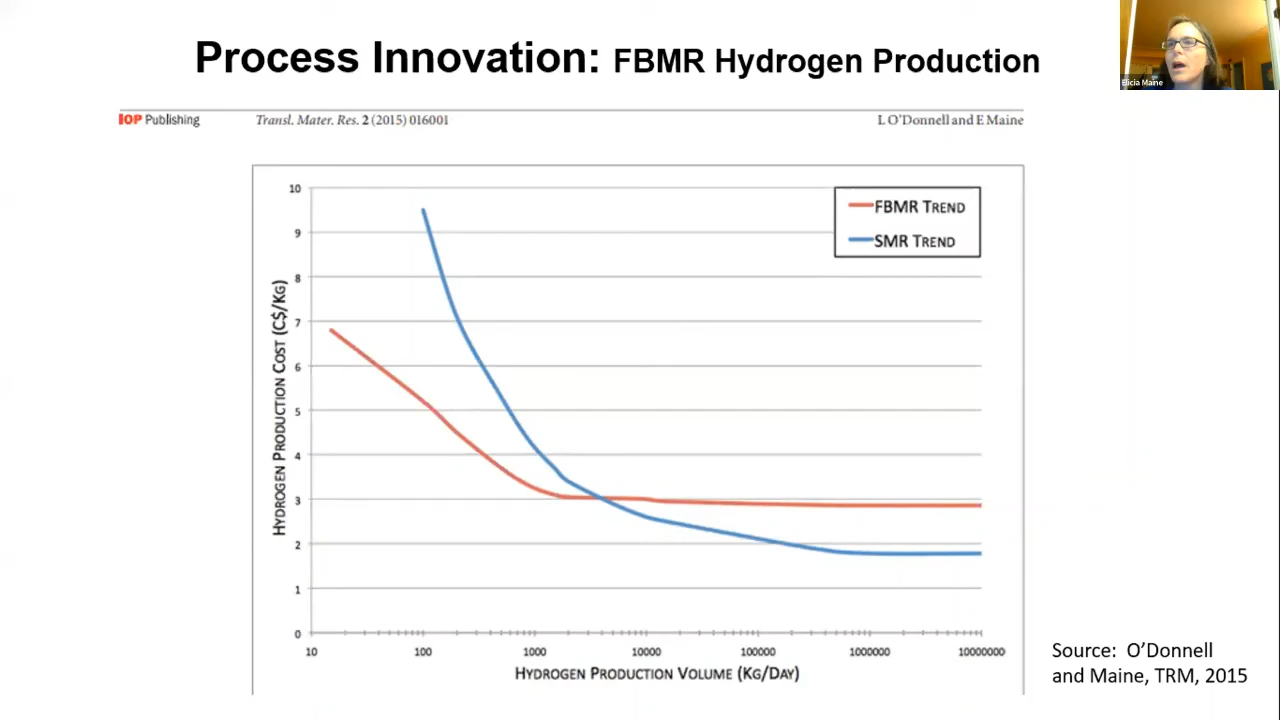 Process Innovation: FBMR Hydrogen Production
Elicia Maine
IOP Publishing
Transl. Mater. Res. 2 (2015) 016001
L O'Donnell and E Maine
10
9
8
7
6
5
4
3
2
1
0
HYDROGEN PRODUCTION COST (C$/KG)
FBMR TREND
SMR TREND
10
100
1000
10000
100000
1000000
10000000
HYDROGEN PRODUCTION VOLUME (KG/DAY)
Source: O'Donnell
and Maine, TRM, 2015